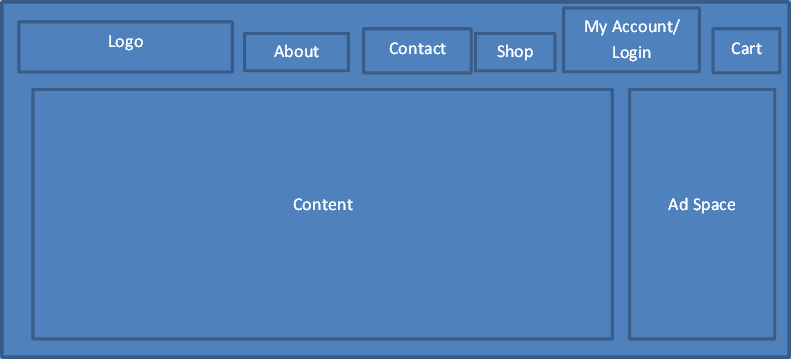 Logo
About
Contact
Shop
My Account/
Login
Cart
Content
Ad Space